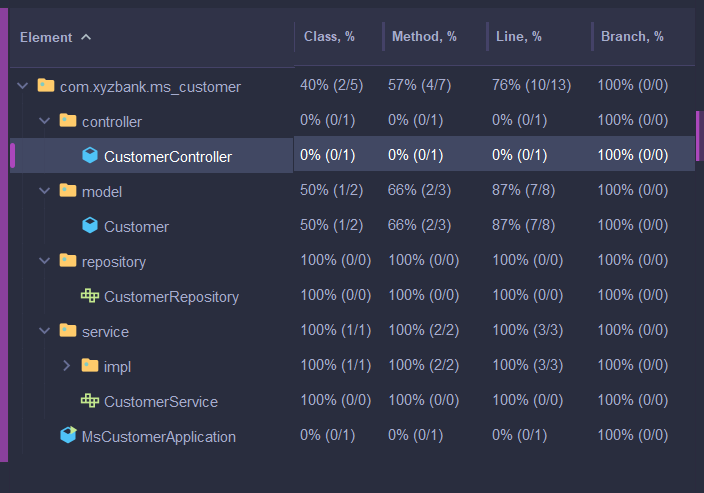 Element Class, % Method, % Line, % Branch, %
com.xyzbank.ms_customer 40% (2/5) 57% (4/7) 76% (10/13) 100% (0/0)
controller 0% (0/1) 0% (0/1) 0% (0/1) 100% (0/0)
CustomerController 0% (0/1) 0% (0/1) 0% (0/1) 100% (0/0)
model 50% (1/2) 66% (2/3) 87% (7/8) 100% (0/0)
Customer 50% (1/2) 66% (2/3) 87% (7/8) 100% (0/0)
repository 100% (0/0) 100% (0/0) 100% (0/0) 100% (0/0)
CustomerRepository 100% (0/0) 100% (0/0) 100% (0/0) 100% (0/0)
service 100% (1/1) 100% (2/2) 100% (3/3) 100% (0/0)
impl 100% (1/1) 100% (2/2) 100% (3/3) 100% (0/0)
CustomerService 100% (0/0) 100% (0/0) 100% (0/0) 100% (0/0)
MsCustomerApplication 0% (0/1) 0% (0/1) 0% (0/1) 100% (0/0)